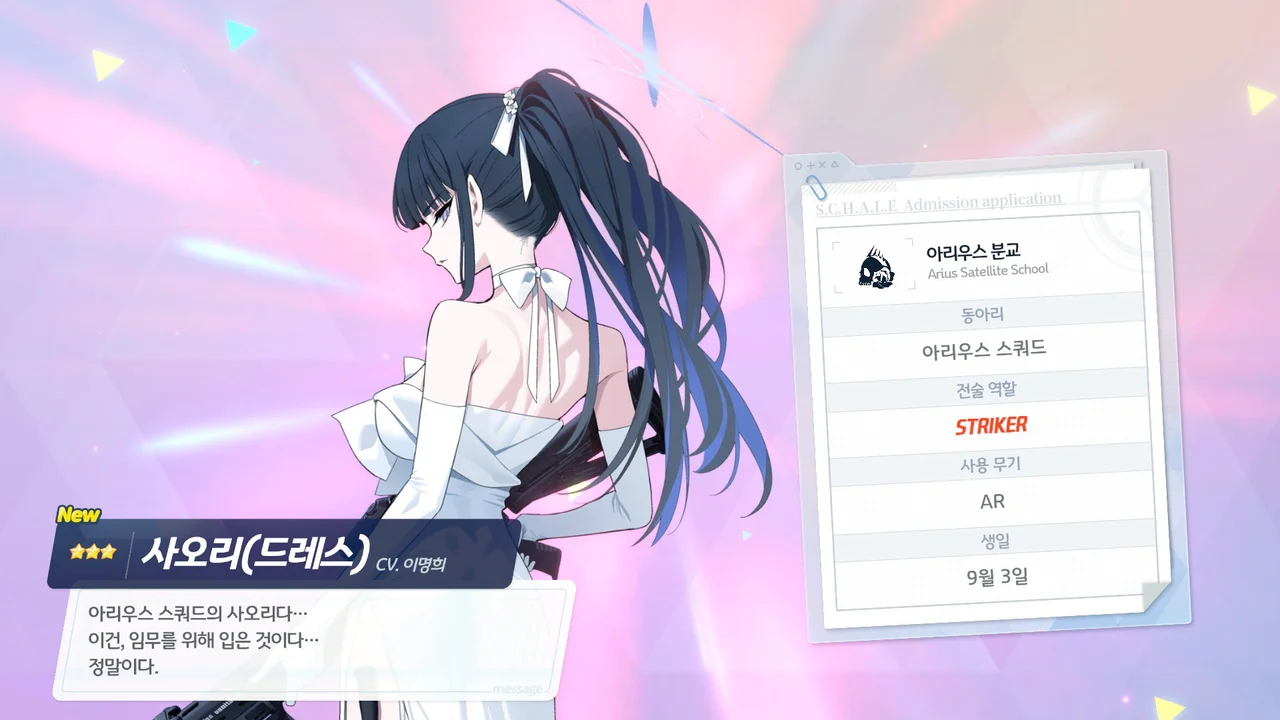 S.C.H.A.L.E Admission application
아리우스 분교
Arius Satellite School
동아리
아리우스 스쿼드
전술 역할
STRIKER
사용 무기
AR
생일
9월 3일
New
사오리(드레스) CV. 이명희
아리우스 스쿼드의 사오리다…
이건, 임무를 위해 입은 것이다…
정말이다.
message